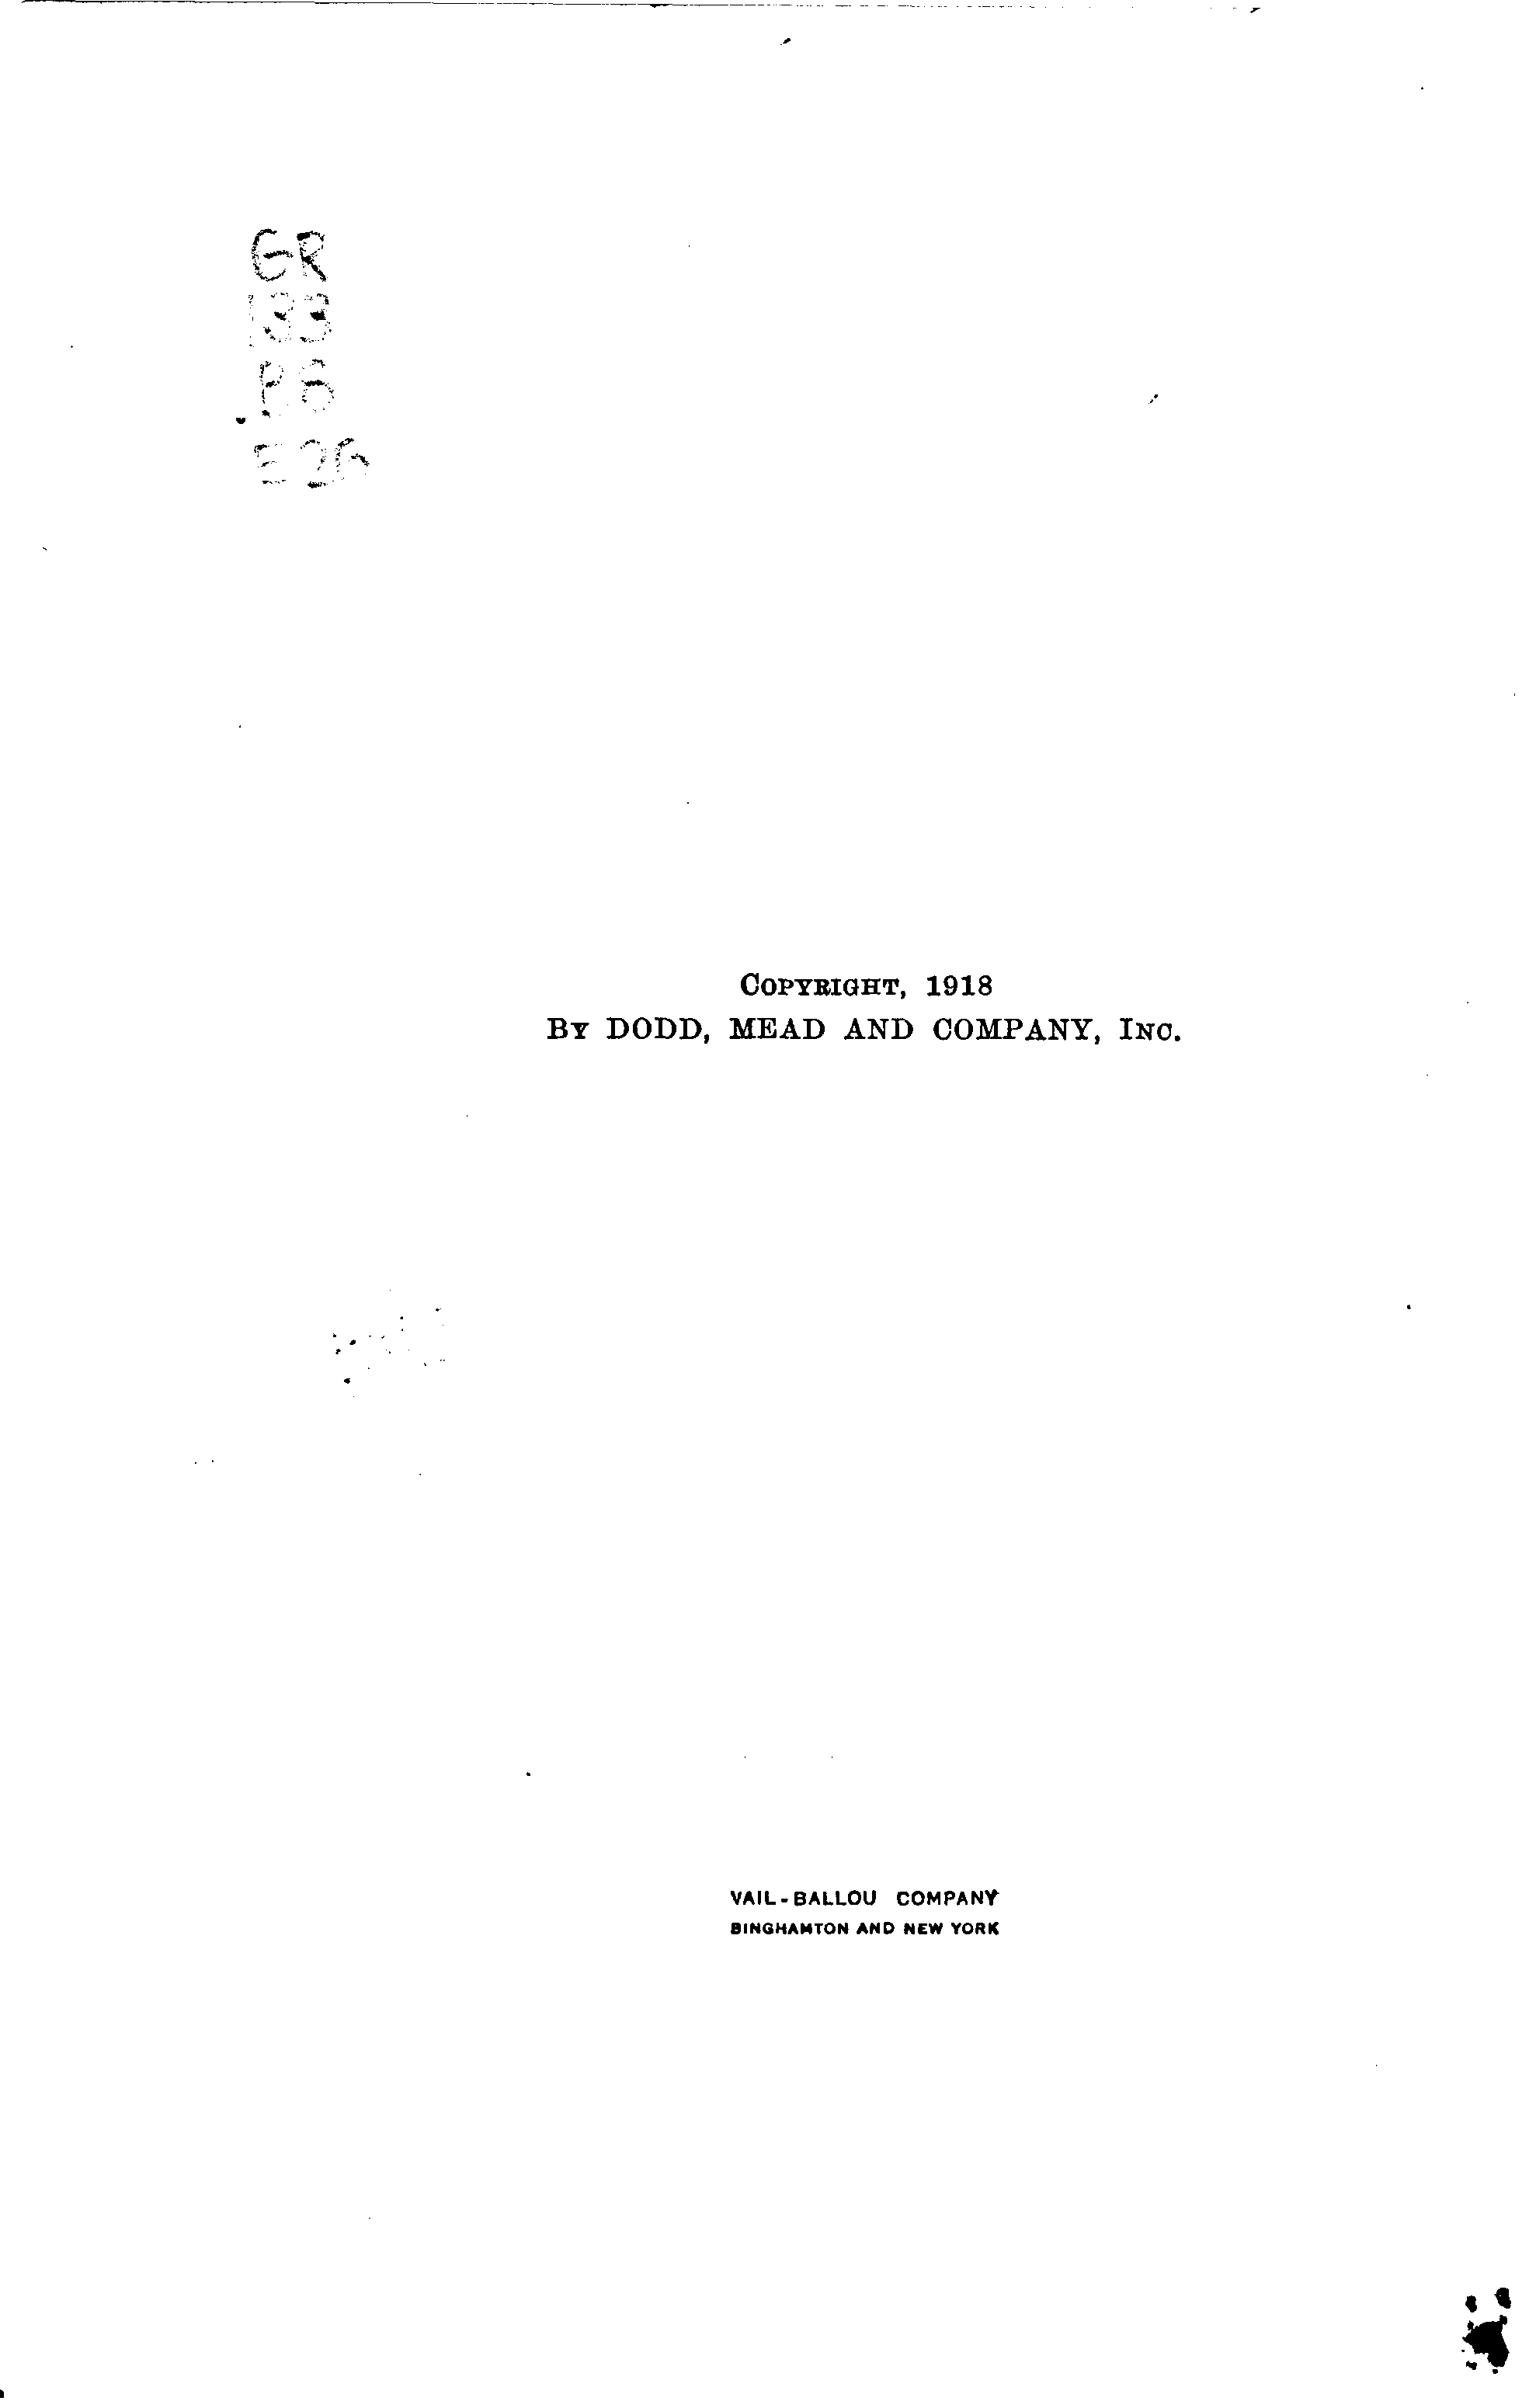 GR
133
.P6
E26
COPYRIGHT, 1918
BY DODD, MEAD AND COMPANY, INC.
VAIL-BALLOU COMPANY
BINGHAMTON AND NEW YORK